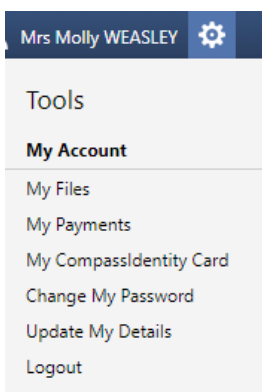 Mrs Molly WEASLEY
Tools
My Account
My Files
My Payments
My CompassIdentity Card
Change My Password
Update My Details
Logout